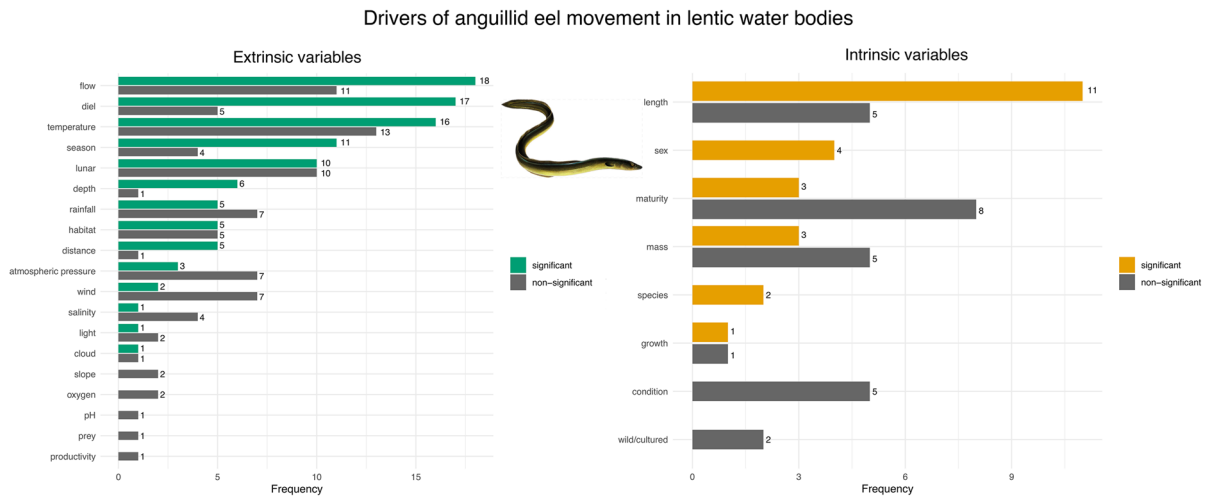 Drivers of anguillid eel movement in lentic water bodies
Extrinsic variables
flow 18
11
diel 17
5
temperature 16
13
season 11
4
lunar 10
10
depth 6
1
rainfall 5
7
habitat 5
5
distance 5
1
atmospheric pressure 3
7
wind 2
7
salinity 1
4
light 1
2
cloud 1
1
slope 2
oxygen 2
pH 1
prey 1
productivity 1
0 5 10 15
Frequency
significant
non-significant
Intrinsic variables
length 11
5
sex 4
maturity 3
8
mass 3
5
species 2
growth 1
1
condition 5
wild/cultured 2
0 3 6 9
Frequency
significant
non-significant